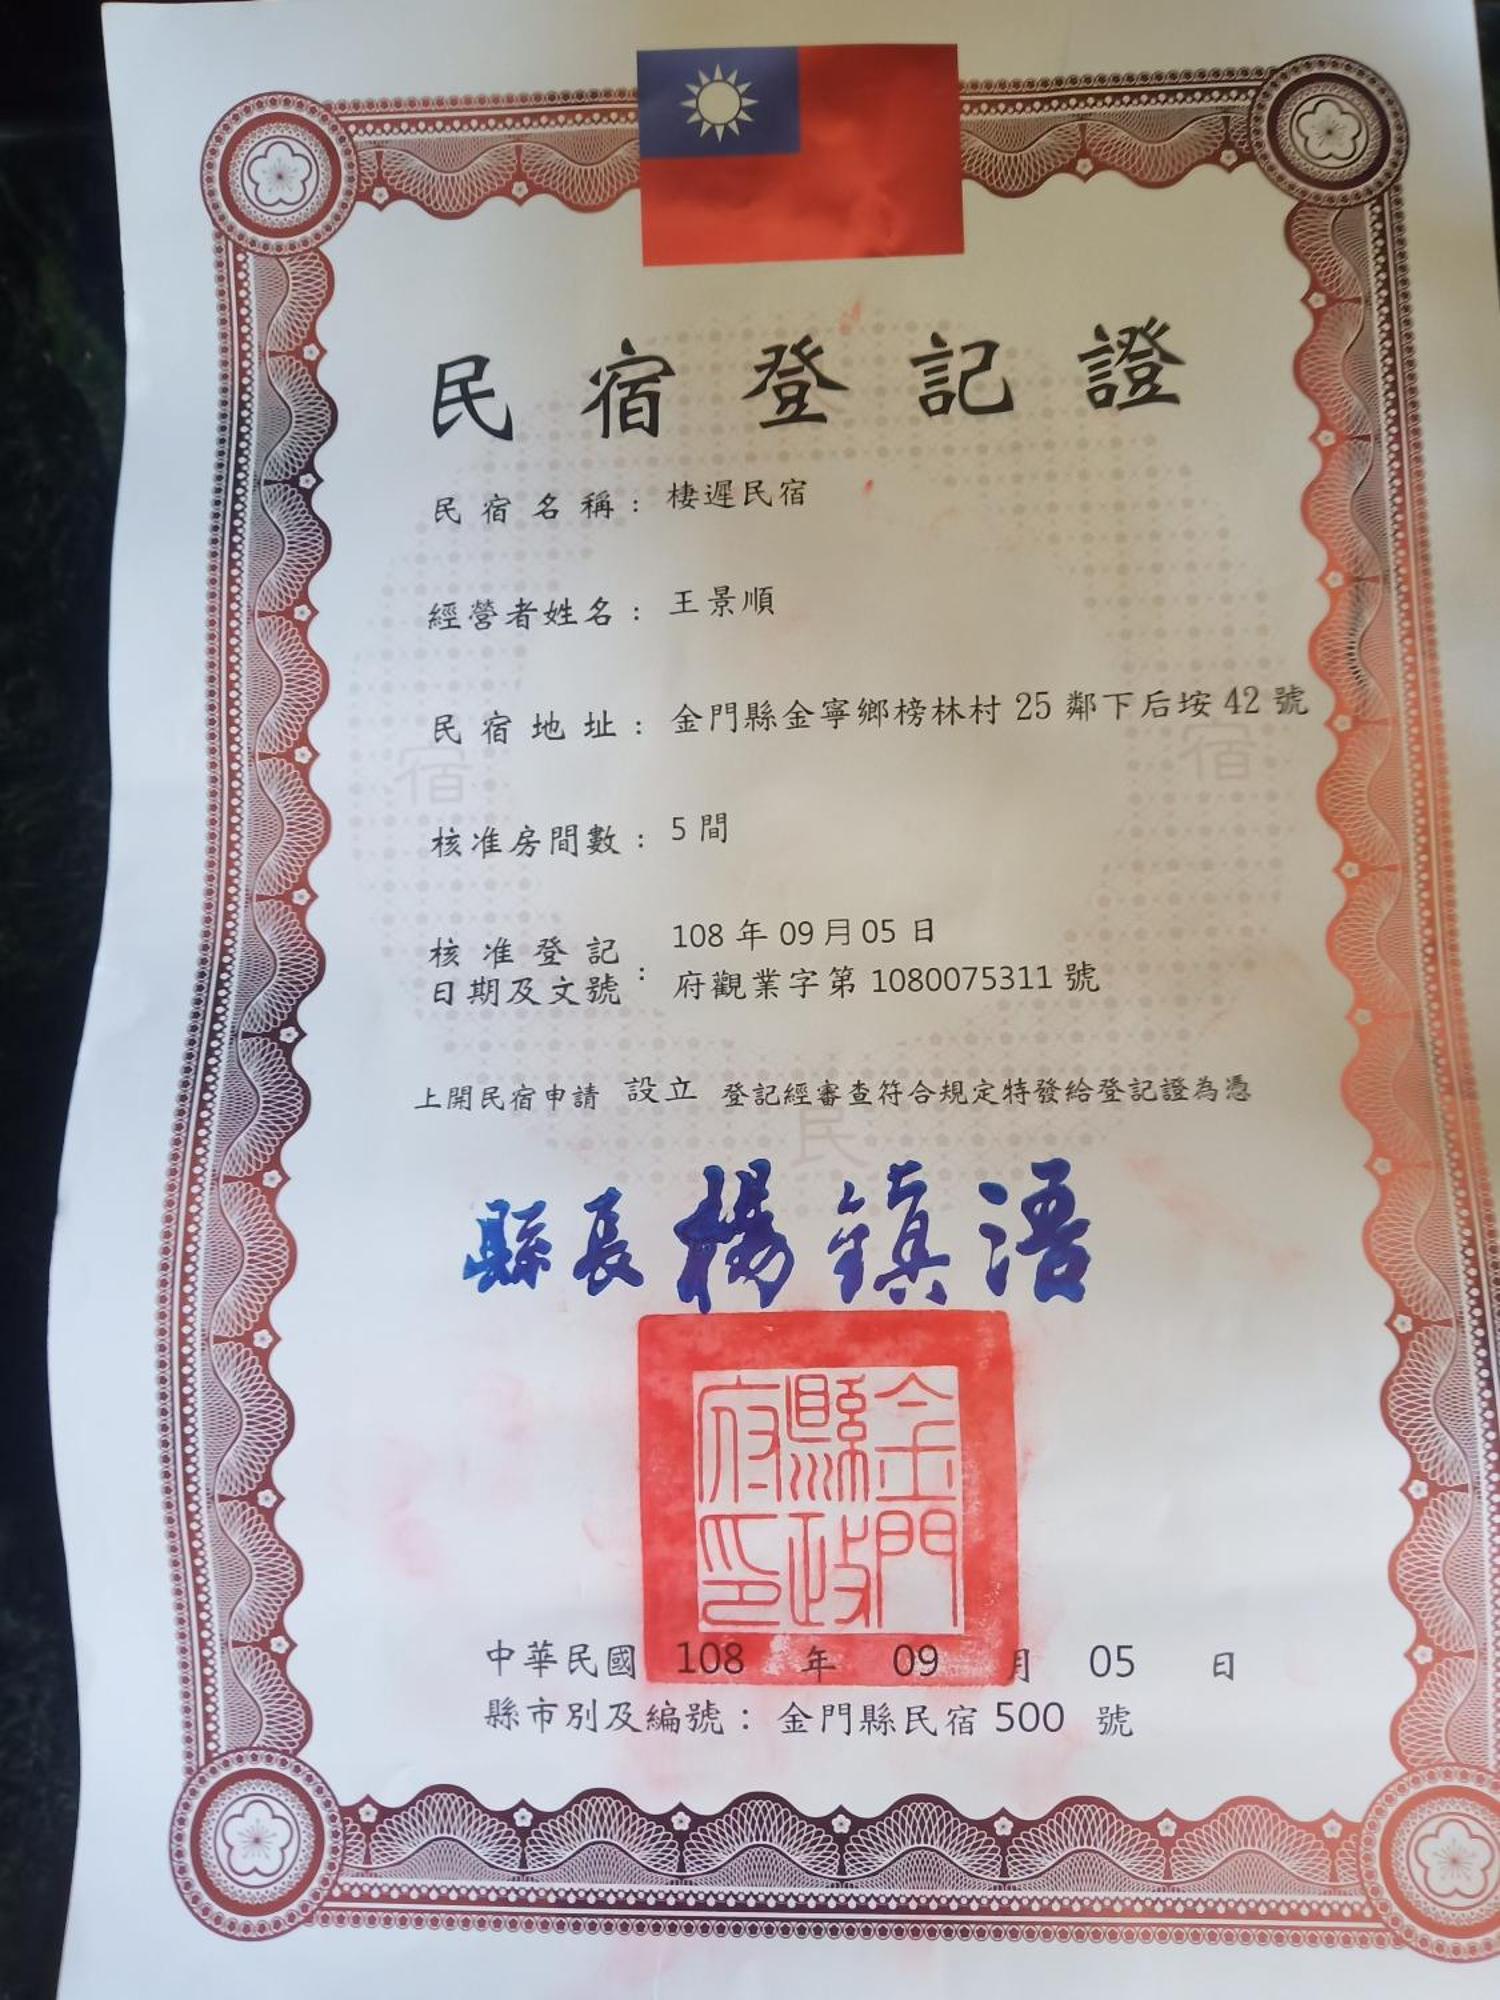 民宿登記證
民宿名稱：棲遲民宿
經營者姓名：王景順
民宿地址：金門縣金寧鄉榜林村25鄰下后垵42號
核准房間數：5間
核准登記日期及文號：108年09月05日
府觀業字第1080075311號
上開民宿申請 設立 登記經審查符合規定特發給登記證為憑
縣長楊鎮浯
金門縣政府印
中華民國 108 年 09 月 05 日
縣市別及編號：金門縣民宿 500 號
宿
宿
民